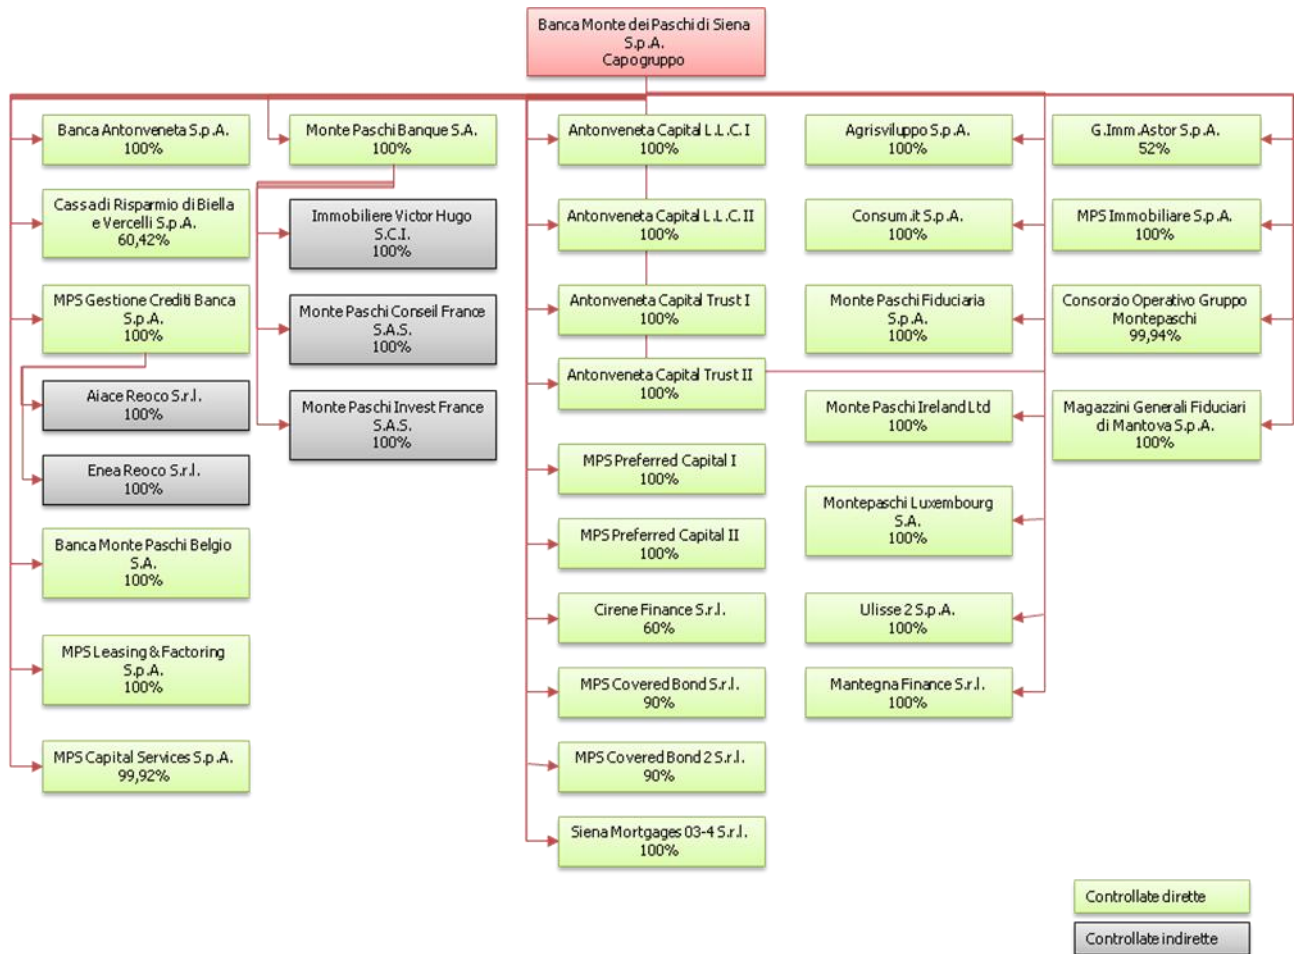 Banca Monte dei Paschi di Siena
S.p.A.
Capogruppo
Banca Antonveneta S.p.A.
100%
Cassa di Risparmio di Biella
e Vercelli S.p.A.
60,42%
MPS Gestione Crediti Banca
S.p.A.
100%
Aiace Reoco S.r.l.
100%
Enea Reoco S.r.l.
100%
Banca Monte Paschi Belgio
S.A.
100%
MPS Leasing & Factoring
S.p.A.
100%
MPS Capital Services S.p.A.
99,92%
Monte Paschi Banque S.A.
100%
Immobiliere Victor Hugo
S.C.I.
100%
Monte Paschi Conseil France
S.A.S.
100%
Monte Paschi Invest France
S.A.S.
100%
Antonveneta Capital L.L.C. I
100%
Antonveneta Capital L.L.C. II
100%
Antonveneta Capital Trust I
100%
Antonveneta Capital Trust II
100%
MPS Preferred Capital I
100%
MPS Preferred Capital II
100%
Cirene Finance S.r.l.
60%
MPS Covered Bond S.r.l.
90%
MPS Covered Bond 2 S.r.l.
90%
Siena Mortgages 03-4 S.r.l.
100%
Agrisviluppo S.p.A.
100%
Consum.it S.p.A.
100%
Monte Paschi Fiduciaria
S.p.A.
100%
Monte Paschi Ireland Ltd
100%
Montepaschi Luxembourg
S.A.
100%
Ulisse 2 S.p.A.
100%
Mantegna Finance S.r.l.
100%
G.Imm.Astor S.p.A.
52%
MPS Immobiliare S.p.A.
100%
Consorzio Operativo Gruppo
Montepaschi
99,94%
Magazzini Generali Fiduciari
di Mantova S.p.A.
100%
Controllate dirette
Controllate indirette